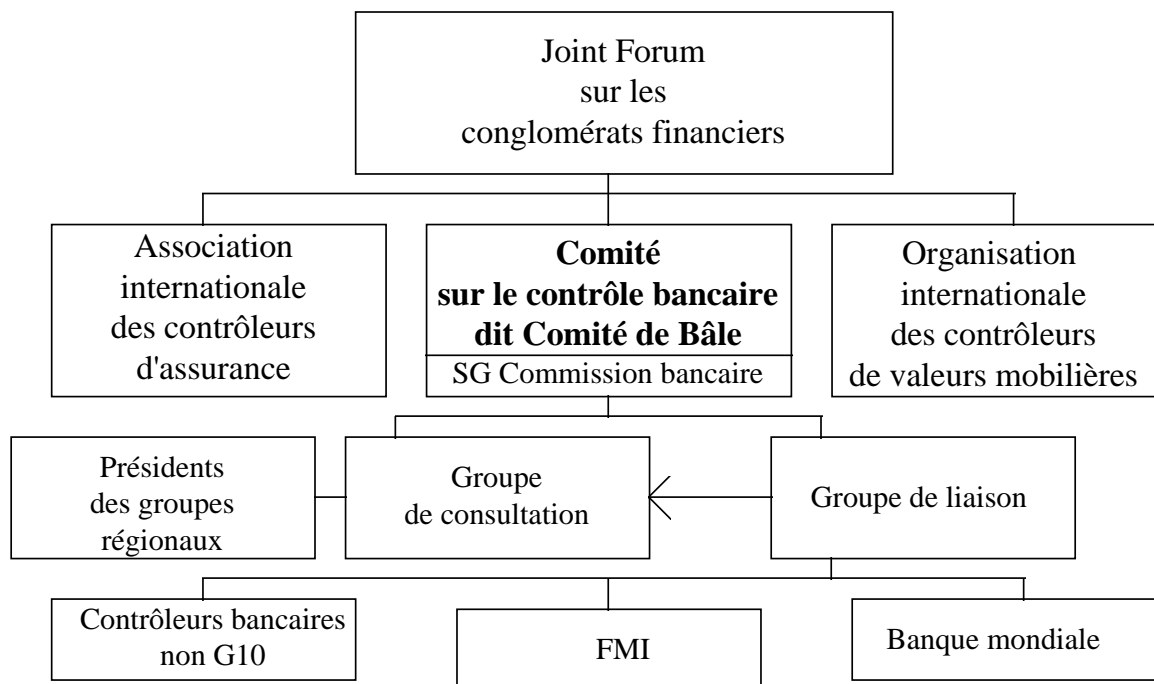 Joint Forum
sur les
conglomérats financiers
Association
internationale
des contrôleurs
d'assurance
Comité
sur le contrôle bancaire
dit Comité de Bâle
SG Commission bancaire
Organisation
internationale
des contrôleurs
de valeurs mobilières
Présidents
des groupes
régionaux
Groupe
de consultation
Groupe de liaison
Contrôleurs bancaires
non G10
FMI
Banque mondiale